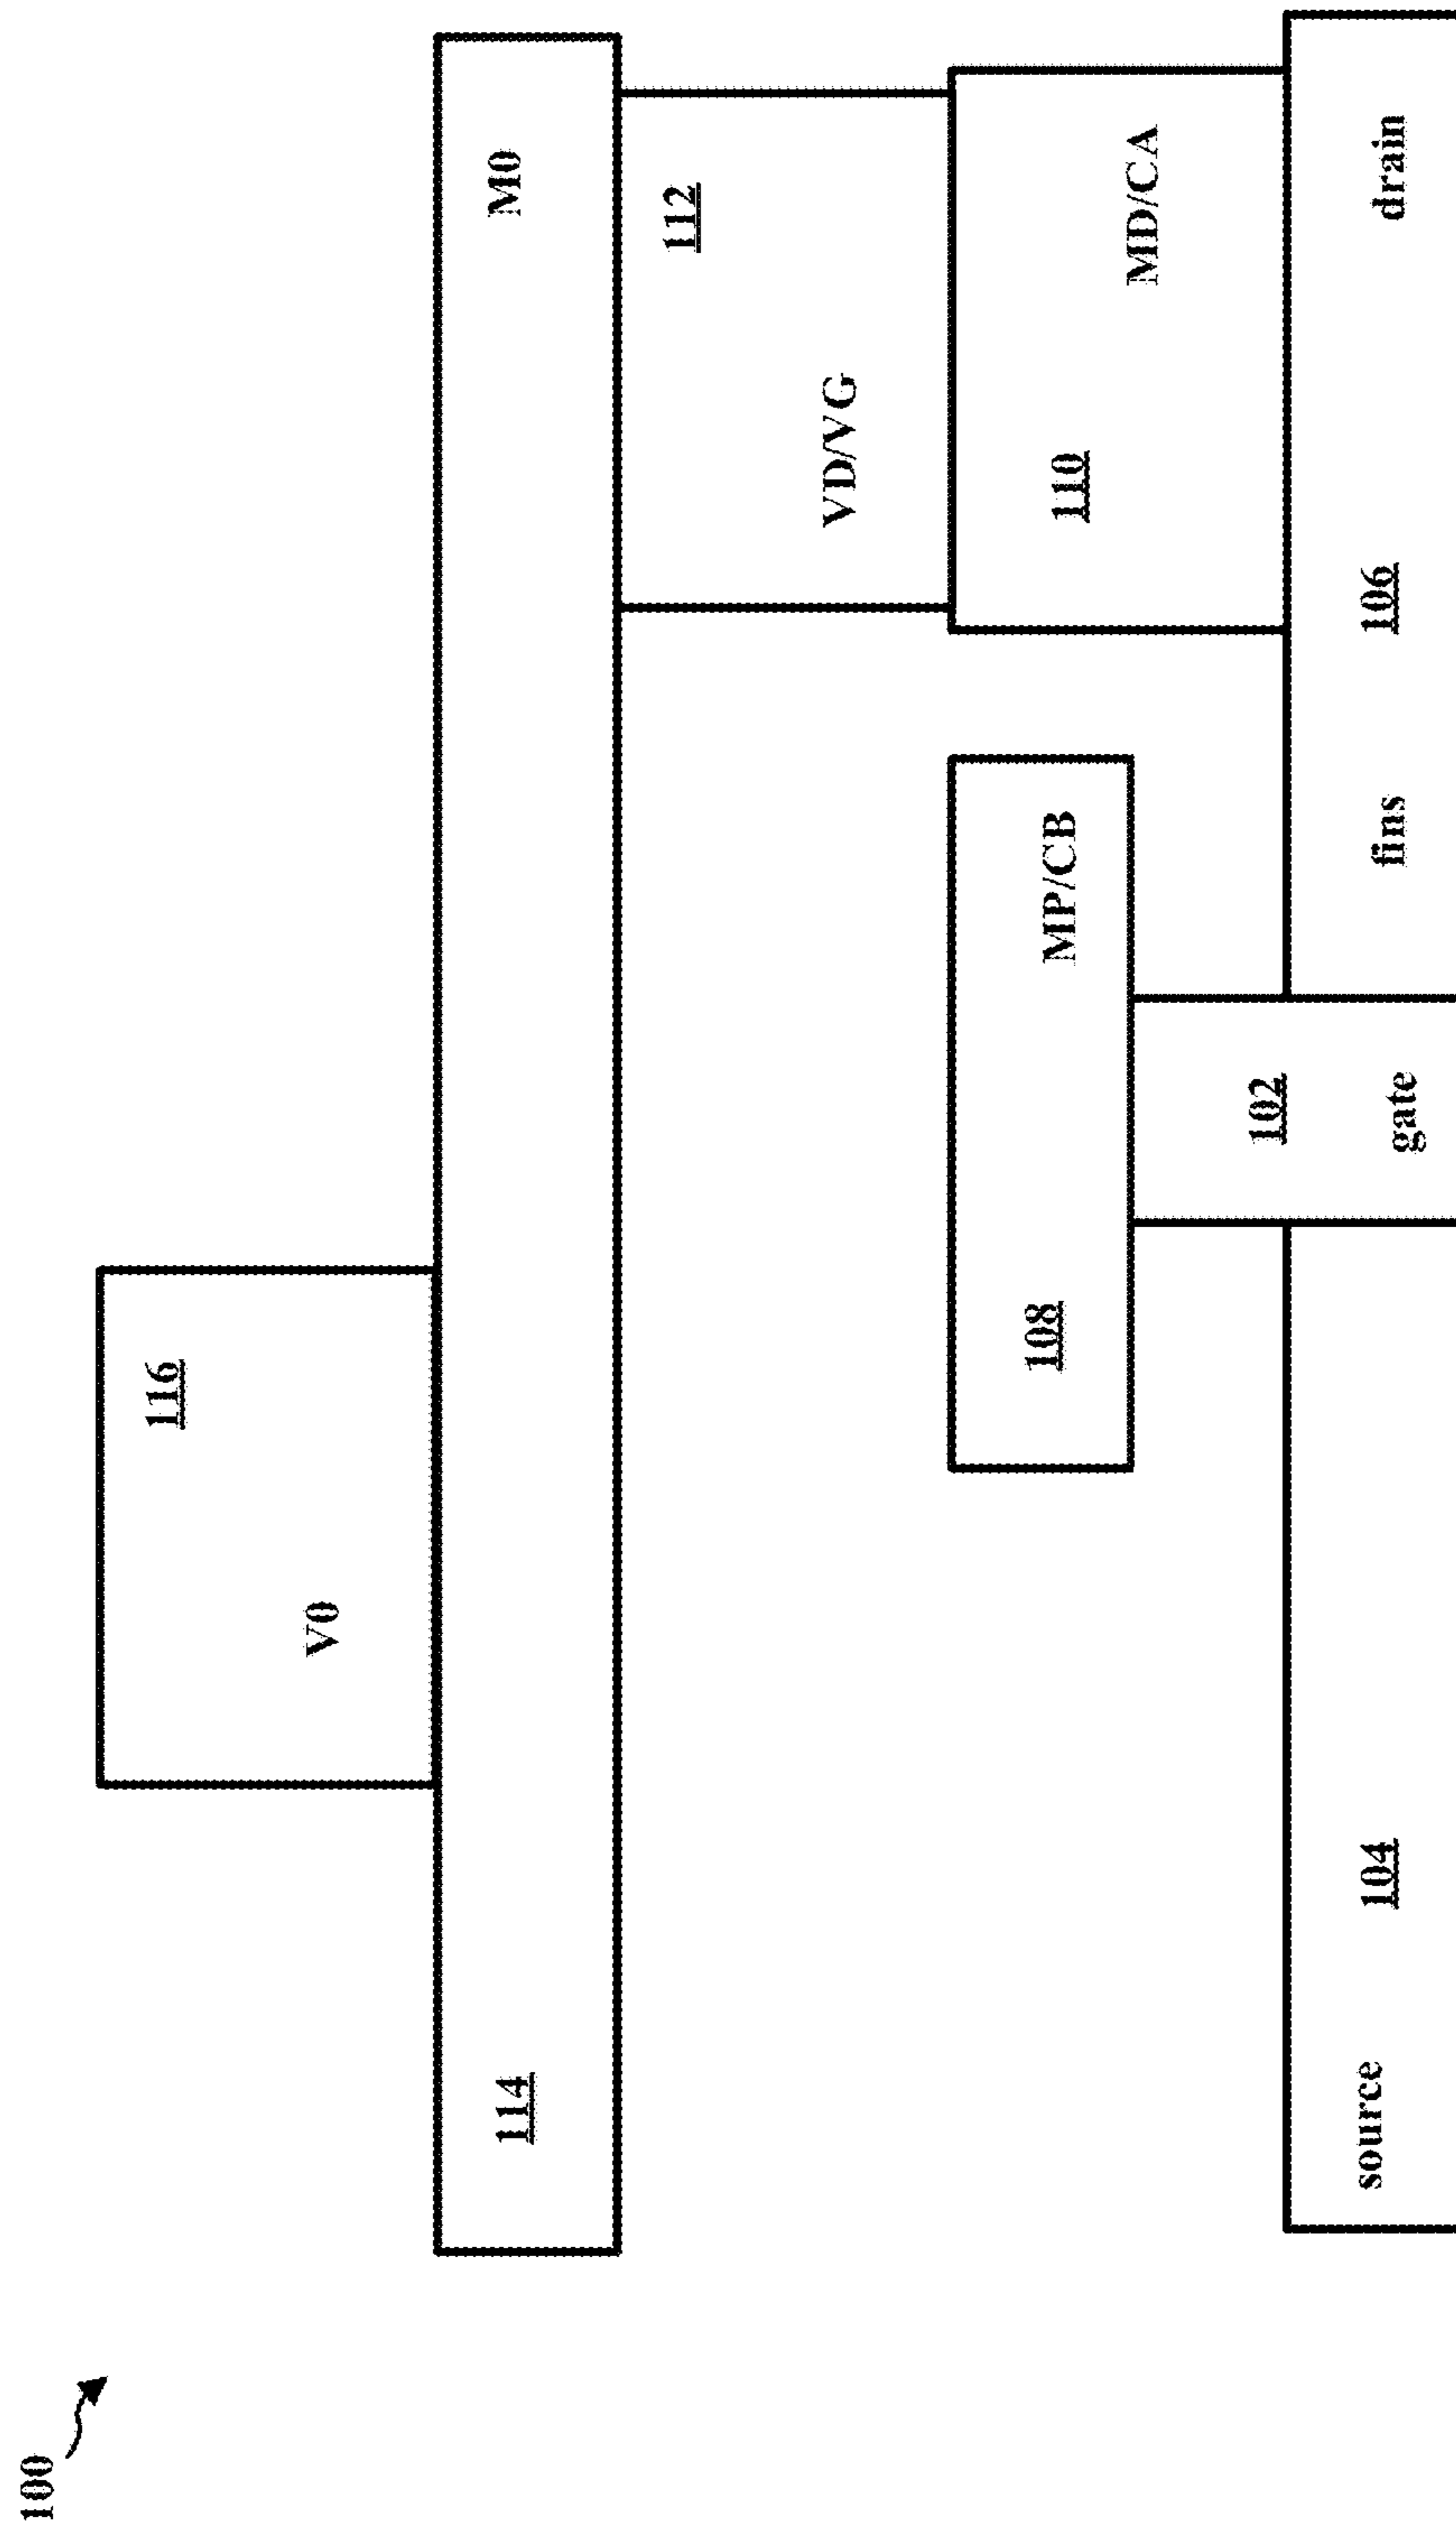 100
116
V0
114
M0
112
VD/VG
108
MP/CB
110
MD/CA
102
gate
source
104
fins
106
drain